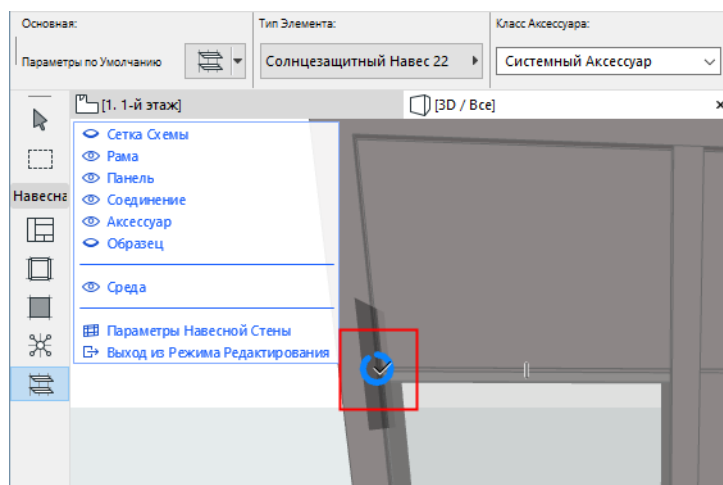 Основная:
Тип Элемента:
Класс Аксессуара:
Параметры по Умолчанию
Солнцезащитный Навес 22
Системный Аксессуар
[1. 1-й этаж]
[3D / Все]
Сетка Схемы
Рама
Панель
Навесна
Соединение
Аксессуар
Образец
Среда
Параметры Навесной Стены
Выход из Режима Редактирования